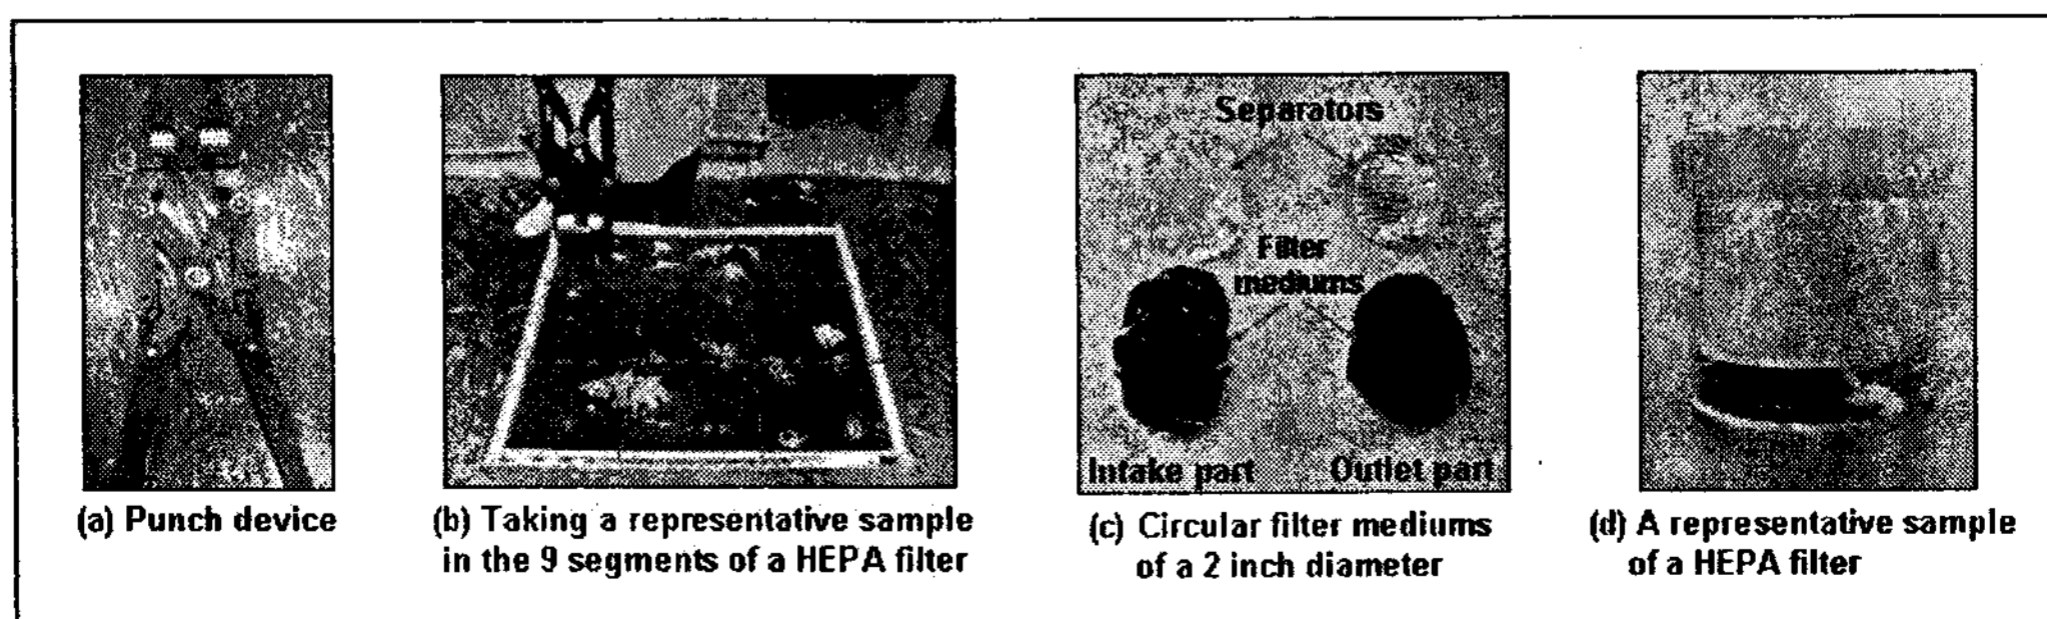 Separators
Filter
mediums
Intake part
Outlet part
(a) Punch device
(b) Taking a representative sample
in the 9 segments of a HEPA filter
(c) Circular filter mediums
of a 2 inch diameter
(d) A representative sample
of a HEPA filter